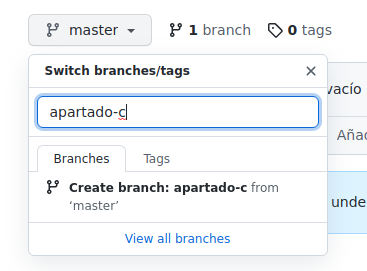 master 1 branch 0 tags
Switch branches/tags
vacío
apartado-c
Añad
Branches Tags
Create branch: apartado-c from
‘master’
unde
View all branches